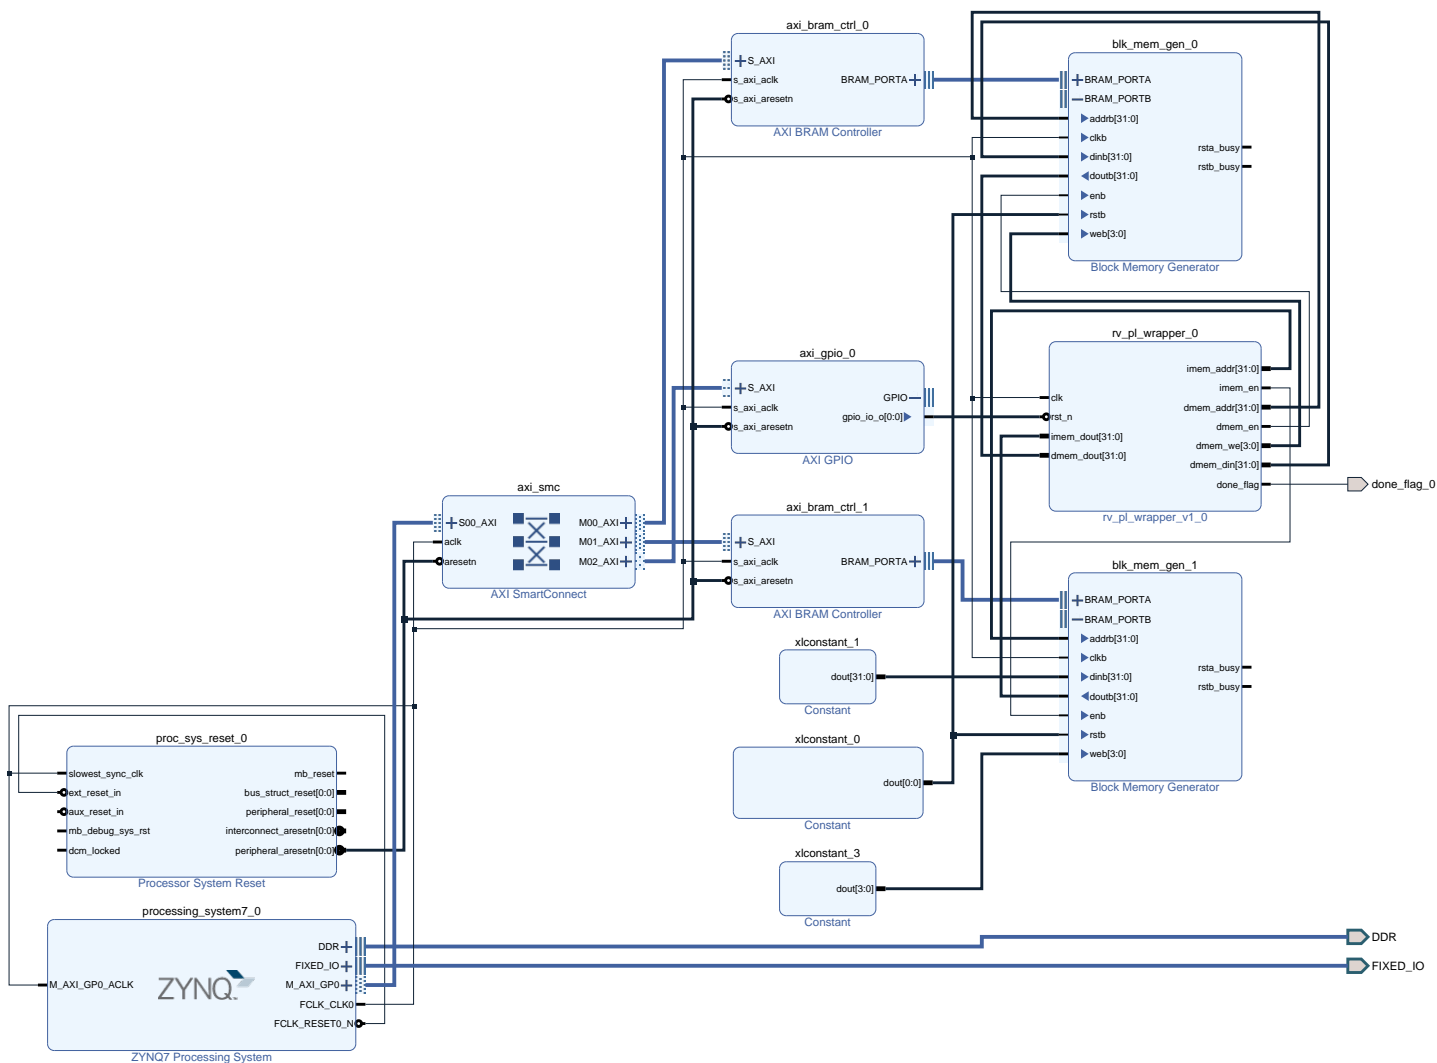 axi_bram_ctrl_0
S_AXI
s_axi_aclk
s_axi_aresetn
BRAM_PORTA
AXI BRAM Controller
blk_mem_gen_0
BRAM_PORTA
BRAM_PORTB
addrb[31:0]
clkb
dinb[31:0]
doutb[31:0]
enb
rstb
web[3:0]
rsta_busy
rstb_busy
Block Memory Generator
axi_gpio_0
S_AXI
s_axi_aclk
s_axi_aresetn
GPIO
gpio_io_o[0:0]
AXI GPIO
rv_pl_wrapper_0
clk
rst_n
imem_dout[31:0]
dmem_dout[31:0]
imem_addr[31:0]
imem_en
dmem_addr[31:0]
dmem_en
dmem_we[3:0]
dmem_din[31:0]
done_flag
rv_pl_wrapper_v1_0
done_flag_0
axi_smc
S00_AXI
aclk
aresetn
M00_AXI
M01_AXI
M02_AXI
AXI SmartConnect
axi_bram_ctrl_1
S_AXI
s_axi_aclk
s_axi_aresetn
BRAM_PORTA
AXI BRAM Controller
blk_mem_gen_1
BRAM_PORTA
BRAM_PORTB
addrb[31:0]
clkb
dinb[31:0]
doutb[31:0]
enb
rstb
web[3:0]
rsta_busy
rstb_busy
Block Memory Generator
xlconstant_1
dout[31:0]
Constant
xlconstant_0
dout[0:0]
Constant
xlconstant_3
dout[3:0]
Constant
proc_sys_reset_0
slowest_sync_clk
ext_reset_in
aux_reset_in
mb_debug_sys_rst
dcm_locked
mb_reset
bus_struct_reset[0:0]
peripheral_reset[0:0]
interconnect_aresetn[0:0]
peripheral_aresetn[0:0]
Processor System Reset
processing_system7_0
M_AXI_GP0_ACLK
ZYNQ
DDR
FIXED_IO
M_AXI_GP0
FCLK_CLK0
FCLK_RESET0_N
ZYNQ7 Processing System
DDR
FIXED_IO